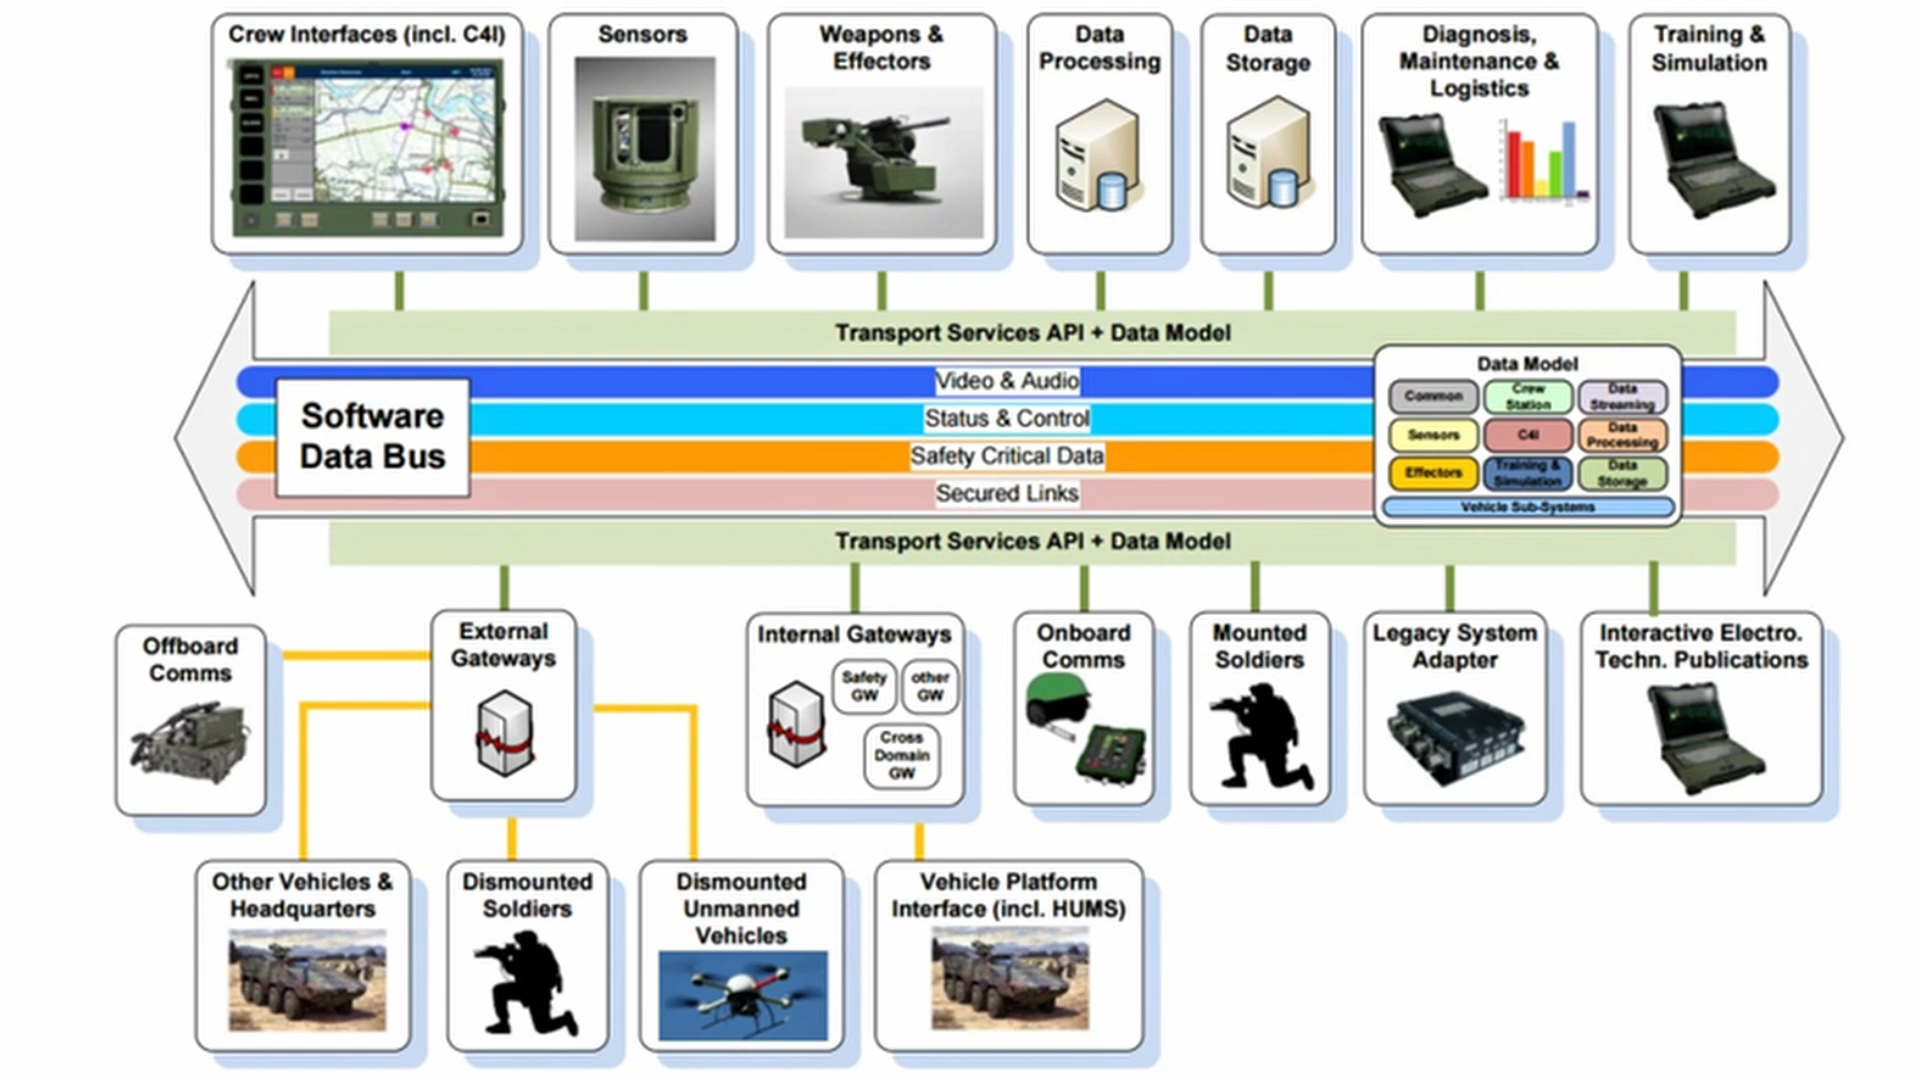 Crew Interfaces (incl. C4I)
Sensors
Weapons &
Effectors
Data
Processing
Data
Storage
Diagnosis,
Maintenance &
Logistics
Training &
Simulation
Transport Services API + Data Model
Software
Data Bus
Video & Audio
Status & Control
Safety Critical Data
Secured Links
Data Model
Common
Crew
Station
Data
Streaming
Sensors
C4I
Data
Processing
Effectors
Training &
Simulation
Data
Storage
Vehicle Sub-Systems
Transport Services API + Data Model
Offboard
Comms
External
Gateways
Internal Gateways
Safety
GW
other
GW
Cross
Domain
GW
Onboard
Comms
Mounted
Soldiers
Legacy System
Adapter
Interactive Electro.
Techn. Publications
Other Vehicles &
Headquarters
Dismounted
Soldiers
Dismounted
Unmanned
Vehicles
Vehicle Platform
Interface (incl. HUMS)